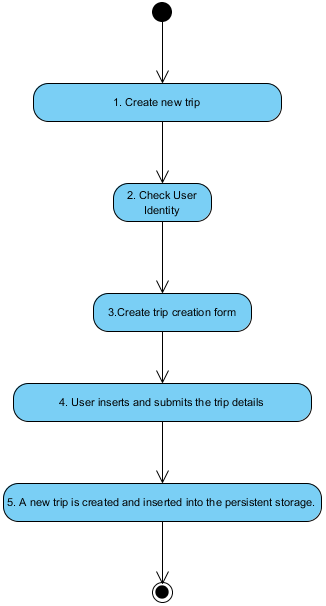 1. Create new trip
2. Check User
Identity
3.Create trip creation form
4. User inserts and submits the trip details
5. A new trip is created and inserted into the persistent storage.